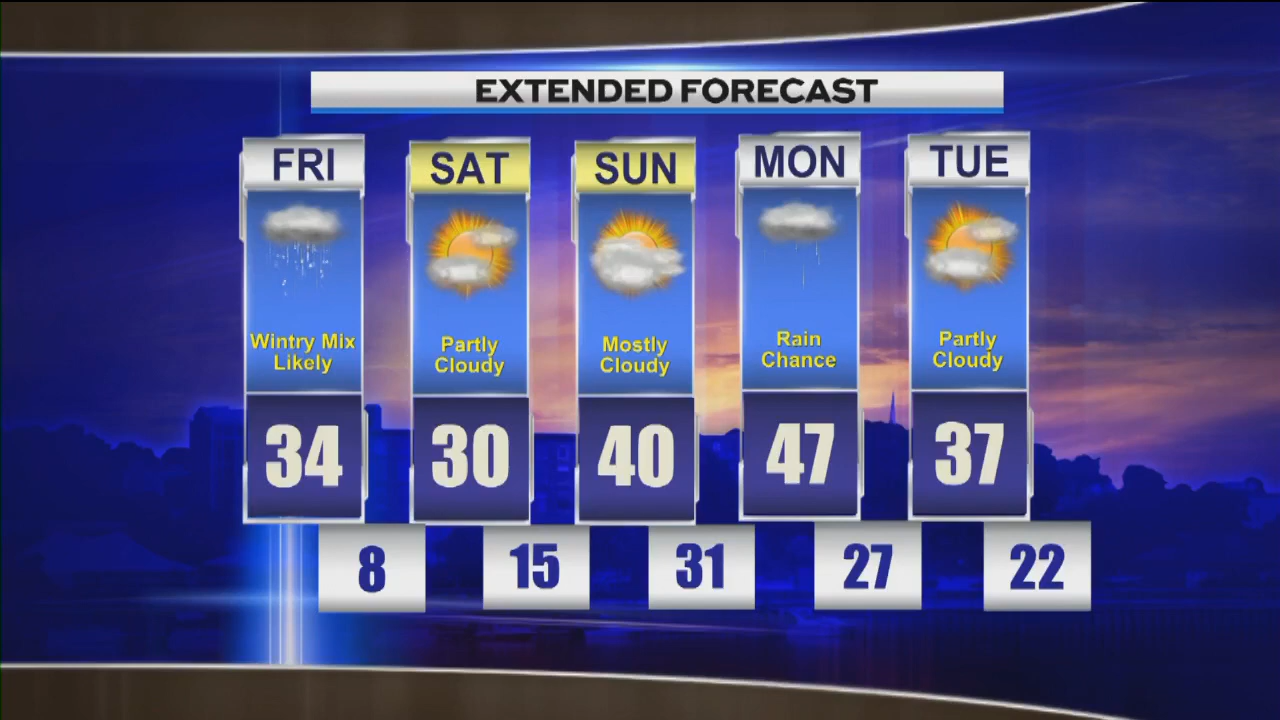 EXTENDED FORECAST
FRI SAT SUN MON TUE
Wintry Mix Likely
Partly Cloudy
Mostly Cloudy
Rain Chance
Partly Cloudy
34 30 40 47 37
8 15 31 27 22